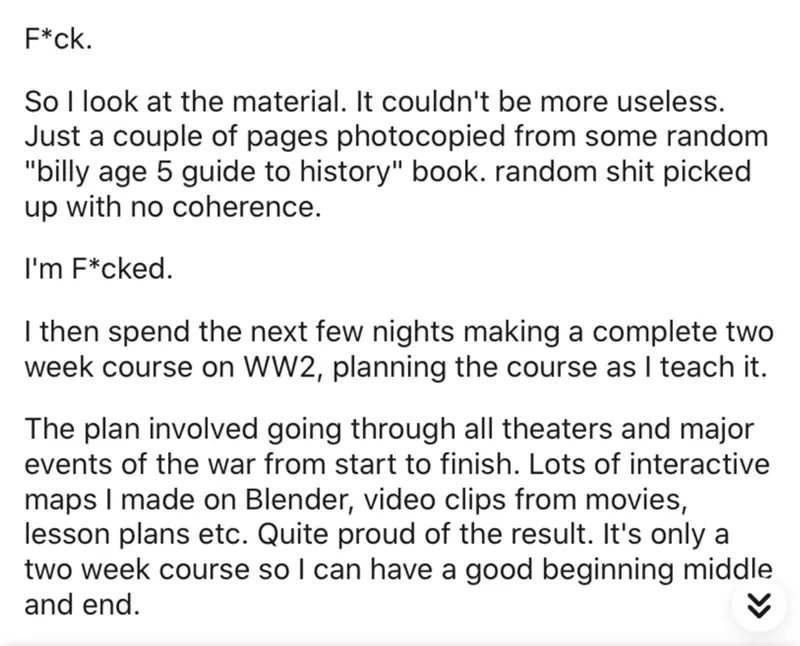 F*ck.
So I look at the material. It couldn't be more useless.
Just a couple of pages photocopied from some random
"billy age 5 guide to history" book. random shit picked
up with no coherence.
I'm F*cked.
I then spend the next few nights making a complete two
week course on WW2, planning the course as I teach it.
The plan involved going through all theaters and major
events of the war from start to finish. Lots of interactive
maps I made on Blender, video clips from movies,
lesson plans etc. Quite proud of the result. It's only a
two week course so I can have a good beginning middle
and end.